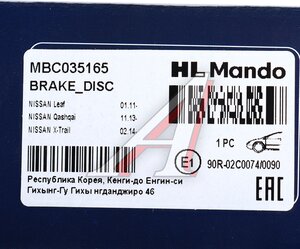 MBC035165
BRAKE_DISC
HL Mando
NISSAN Leaf 01.11-
NISSAN Qashqai 11.13-
NISSAN X-Trail 02.14-
1 PC
E1
90R-02C0074/0090
EAC
Республика Корея, Кенги-до Енгин-си
Гихынг-Гу Гихы нгданджиро 46